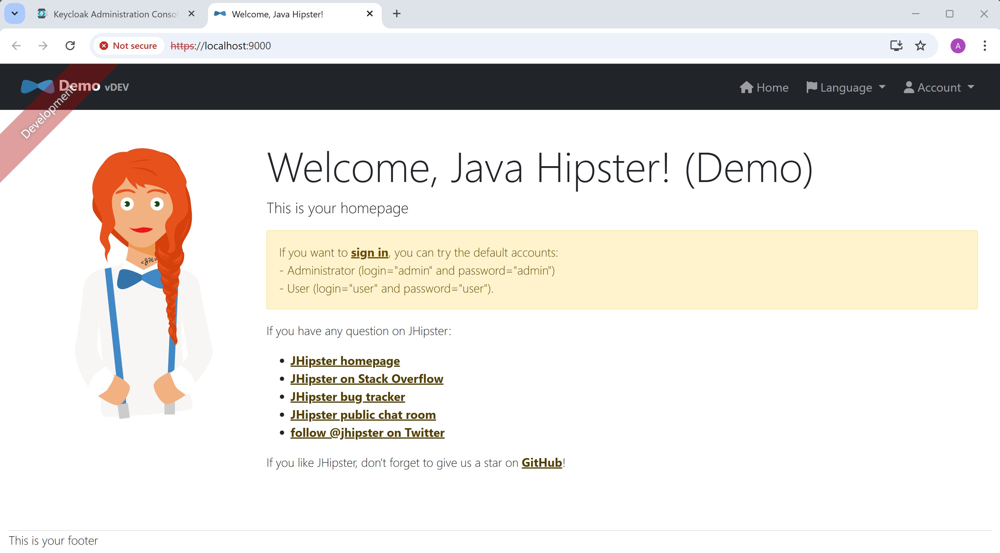 Keycloak Administration Consol
Welcome, Java Hipster!
Not secure
https://localhost:9000
A
Demo vDEV
Home
Language
Account
Development
Welcome, Java Hipster! (Demo)
This is your homepage
If you want to sign in, you can try the default accounts:
- Administrator (login="admin" and password="admin")
- User (login="user" and password="user").
<JH>
If you have any question on JHipster:
JHipster homepage
JHipster on Stack Overflow
JHipster bug tracker
JHipster public chat room
follow @jhipster on Twitter
If you like JHipster, don't forget to give us a star on GitHub!
This is your footer